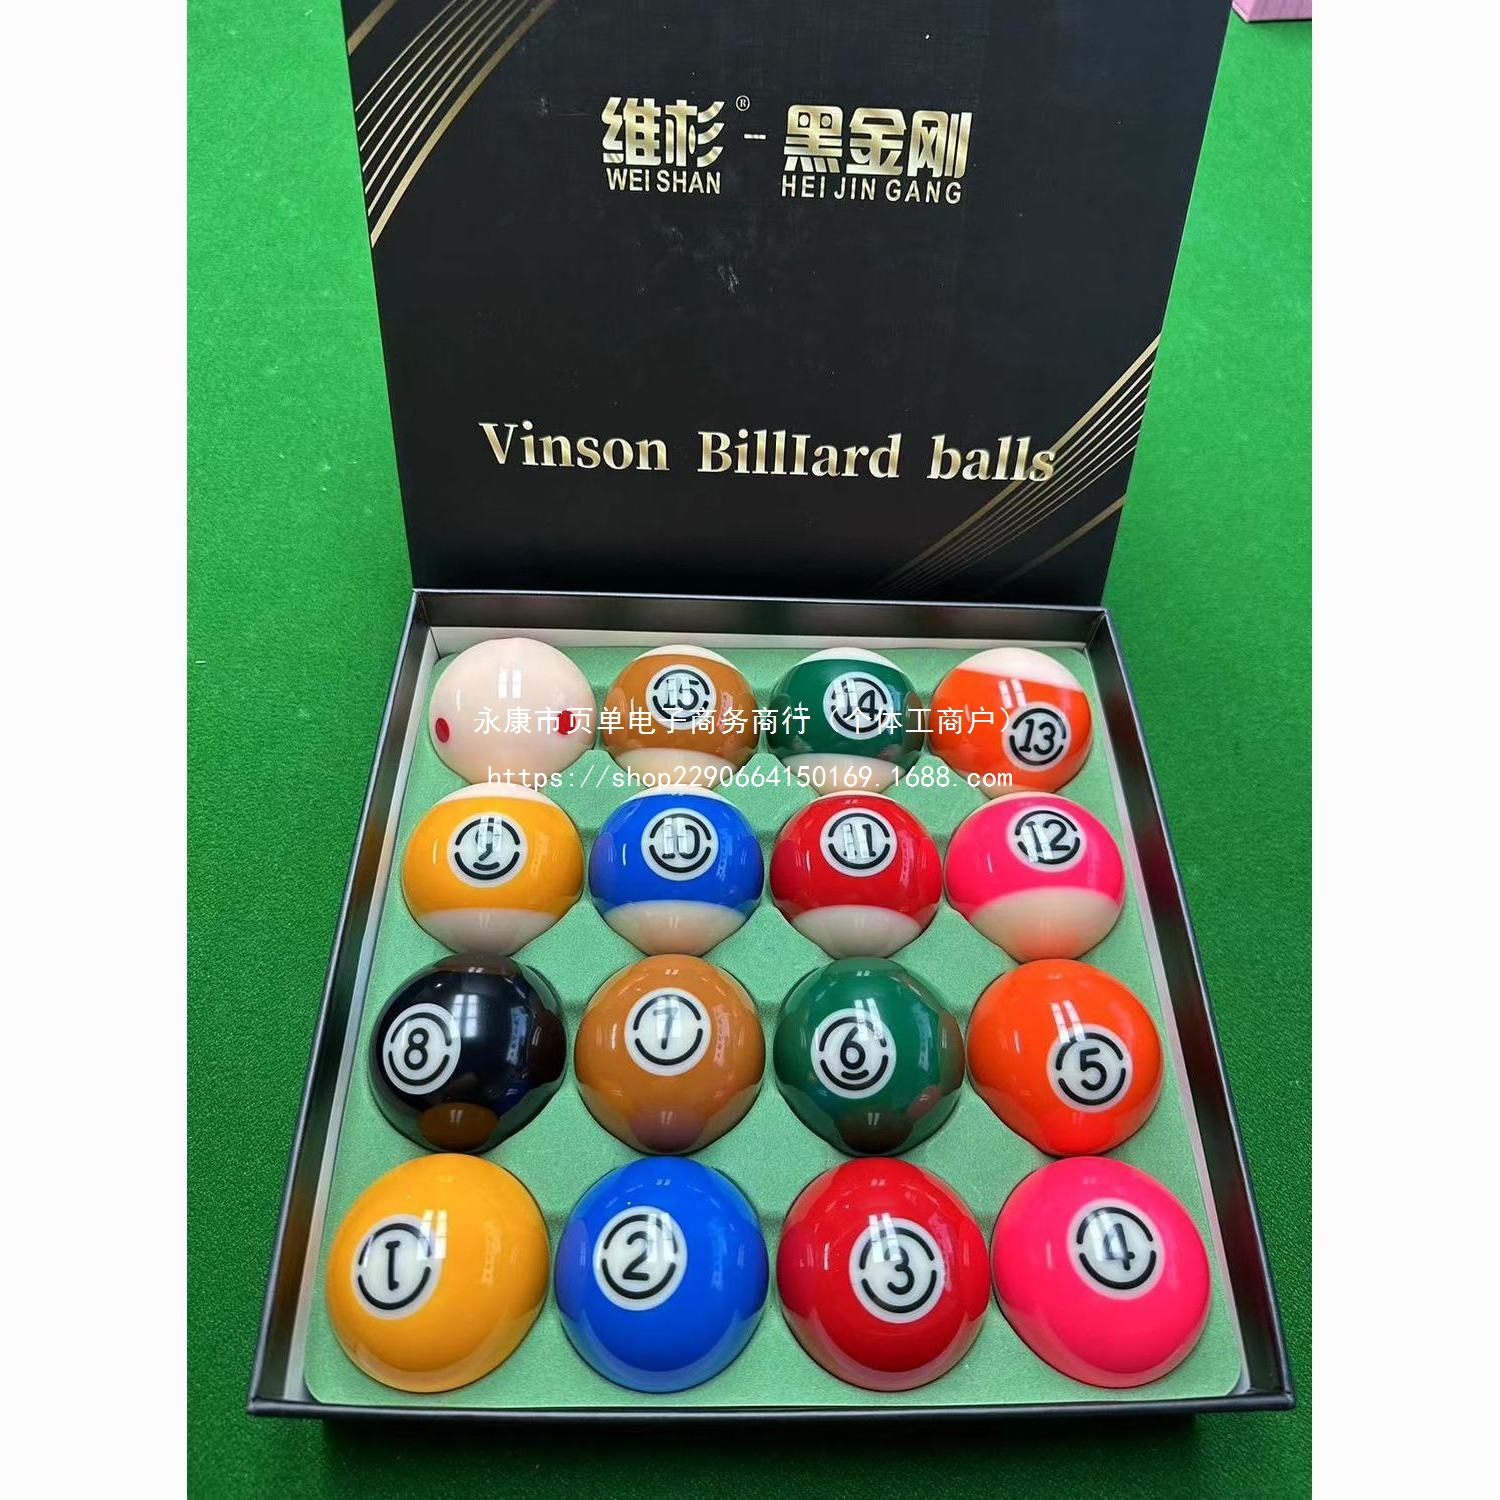 维杉® - 黑金刚
WEI SHAN HEI JIN GANG
Vinson BillIard balls
15 14 13
永康市页单电子商务商行（个体工商户）
https://shop2290664150169.1688.com
9 10 11 12
8 7 6 5
1 2 3 4